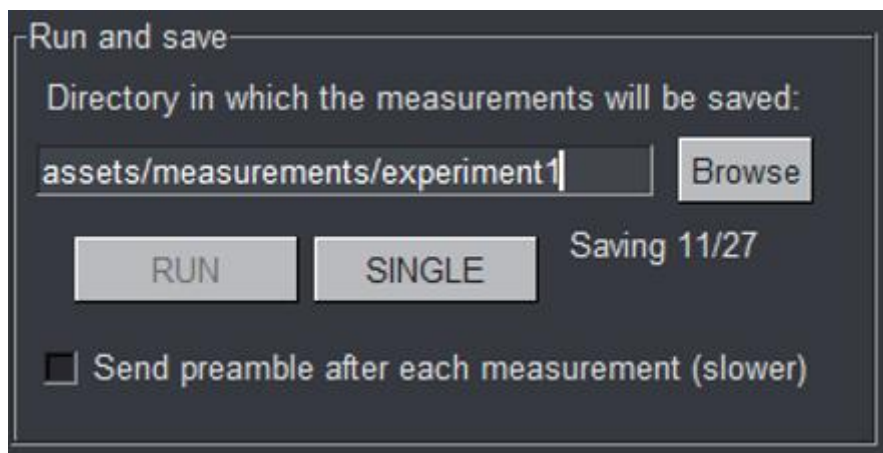 Run and save
Directory in which the measurements will be saved:
assets/measurements/experiment1
Browse
RUN
SINGLE
Saving 11/27
Send preamble after each measurement (slower)